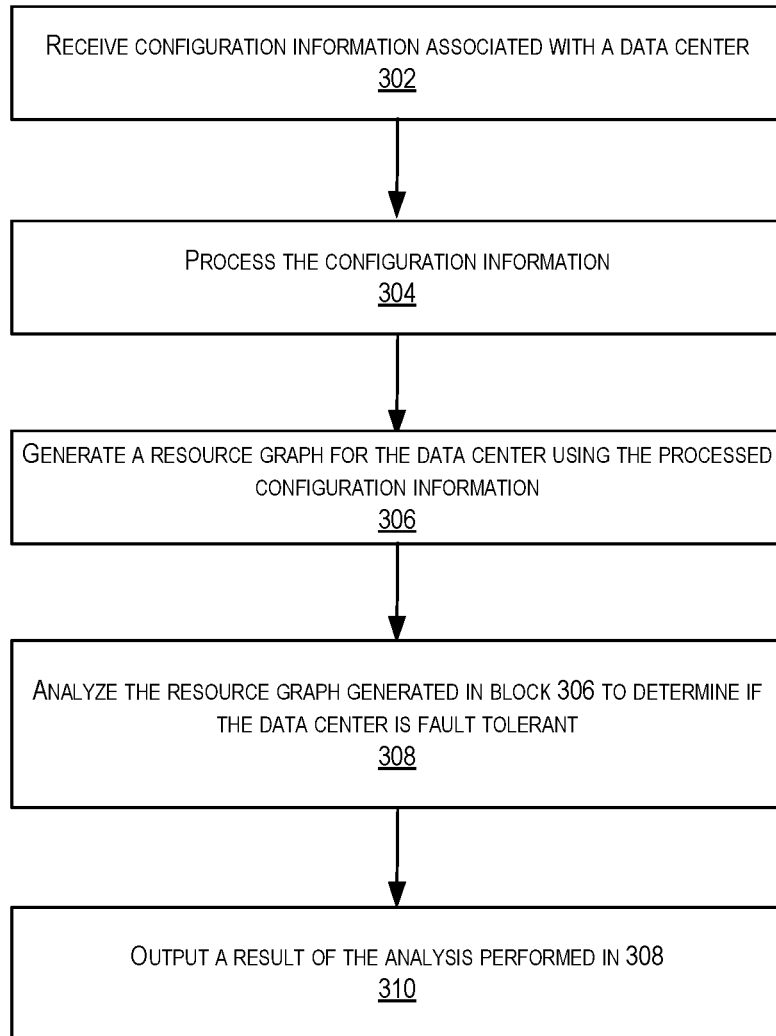 RECEIVE CONFIGURATION INFORMATION ASSOCIATED WITH A DATA CENTER
302
PROCESS THE CONFIGURATION INFORMATION
304
GENERATE A RESOURCE GRAPH FOR THE DATA CENTER USING THE PROCESSED
CONFIGURATION INFORMATION
306
ANALYZE THE RESOURCE GRAPH GENERATED IN BLOCK 306 TO DETERMINE IF
THE DATA CENTER IS FAULT TOLERANT
308
OUTPUT A RESULT OF THE ANALYSIS PERFORMED IN 308
310